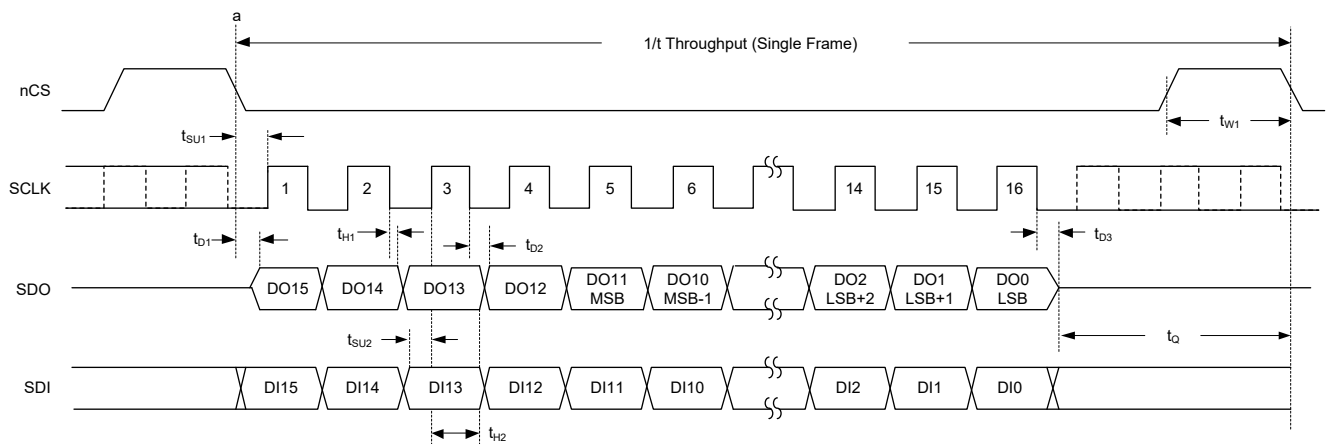 a
1/t Throughput (Single Frame)
nCS
tSU1
tW1
SCLK
1 2 3 4 5 6 14 15 16
tD1 tH1 tD2 tD3
SDO
DO15 DO14 DO13 DO12 DO11 DO10 DO2 DO1 DO0
MSB MSB-1 LSB+2 LSB+1 LSB
tSU2
tQ
SDI
DI15 DI14 DI13 DI12 DI11 DI10 DI2 DI1 DI0
tH2